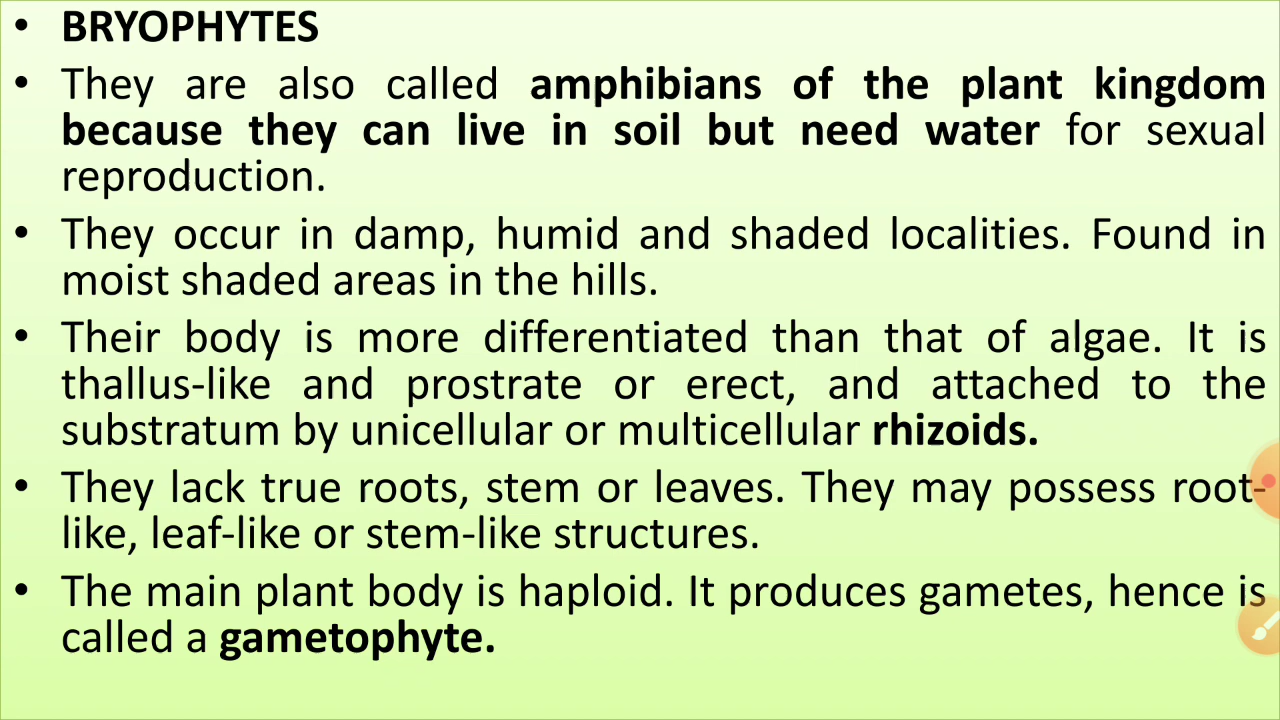 • BRYOPHYTES
• They are also called amphibians of the plant kingdom
because they can live in soil but need water for sexual
reproduction.
• They occur in damp, humid and shaded localities. Found in
moist shaded areas in the hills.
• Their body is more differentiated than that of algae. It is
thallus-like and prostrate or erect, and attached to the
substratum by unicellular or multicellular rhizoids.
• They lack true roots, stem or leaves. They may possess root-
like, leaf-like or stem-like structures.
• The main plant body is haploid. It produces gametes, hence is
called a gametophyte.